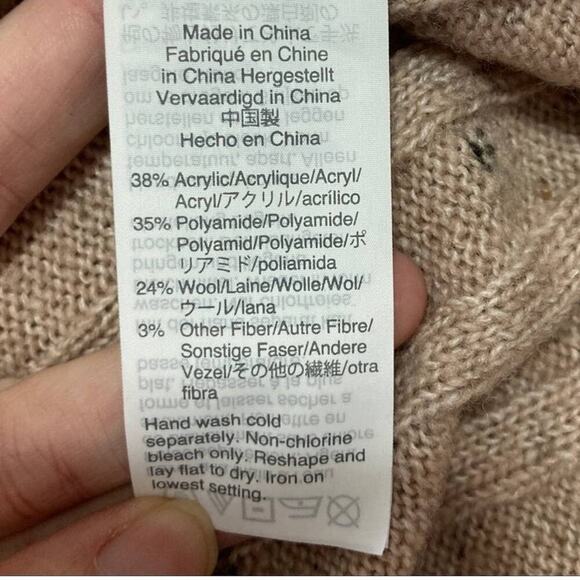 Made in China
Fabriqué en Chine
in China Hergestellt
Vervaardigd in China
中国製
Hecho en China
38% Acrylic/Acrylique/Acryl/
Acryl/アクリル/acrílico
35% Polyamide/Polyamide/
Polyamid/Polyamide/ポ
リアミド/poliamida
24% Wool/Laine/Wolle/Wol/
ウール/lana
3% Other Fiber/Autre Fibre/
Sonstige Faser/Andere
Vezel/その他の繊維/otra
fibra
Hand wash cold
separately. Non-chlorine
bleach only. Reshape and
lay flat to dry. Iron on
lowest setting.